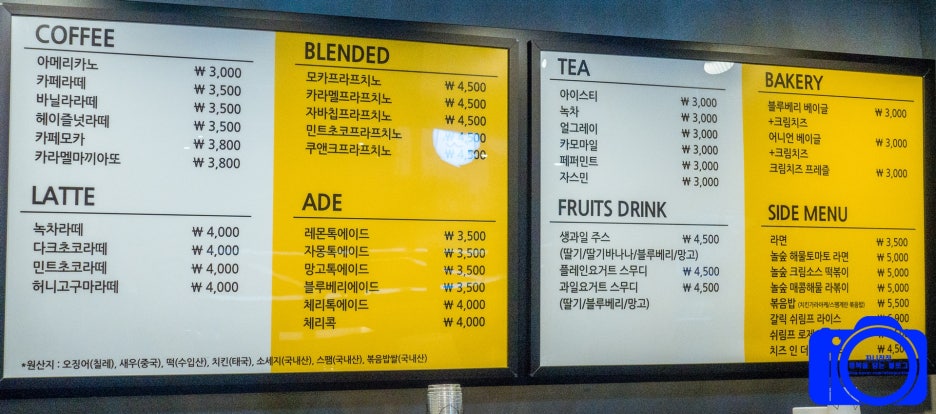 COFFEE
아메리카노 ₩ 3,000
카페라떼 ₩ 3,500
바닐라라떼 ₩ 3,500
헤이즐넛라떼 ₩ 3,500
카페모카 ₩ 3,800
카라멜마끼아또 ₩ 3,800
LATTE
녹차라떼 ₩ 4,000
다크초코라떼 ₩ 4,000
민트초코라떼 ₩ 4,000
허니고구마라떼 ₩ 4,000
BLENDED
모카프라프치노 ₩ 4,500
카라멜프라프치노 ₩ 4,500
자바칩프라프치노 ₩ 4,500
민트초코프라프치노 ₩ 4,500
쿠앤크프라프치노 ₩ 4,500
ADE
레몬톡에이드 ₩ 3,500
자몽톡에이드 ₩ 3,500
망고톡에이드 ₩ 3,500
블루베리에이드 ₩ 3,500
체리톡에이드 ₩ 4,000
체리콕 ₩ 4,000
*원산지 : 오징어(칠레), 새우(중국), 떡(수입산), 치킨(태국), 소세지(국내산), 스팸(국내산), 볶음밥쌀(국내산)
TEA
아이스티 ₩ 3,000
녹차 ₩ 3,000
얼그레이 ₩ 3,000
카모마일 ₩ 3,000
페퍼민트 ₩ 3,000
자스민 ₩ 3,000
FRUITS DRINK
생과일 주스 ₩ 4,500
(딸기/딸기바나나/블루베리/망고)
플레인요거트 스무디 ₩ 4,500
과일요거트 스무디 ₩ 4,500
(딸기/블루베리/망고)
BAKERY
블루베리 베이글 ₩ 3,000
+크림치즈
어니언 베이글 ₩ 3,000
+크림치즈
크림치즈 프레즐 ₩ 3,000
SIDE MENU
라면 ₩ 3,500
놀숲 해물토마토 라면 ₩ 5,000
놀숲 크림소스 떡볶이 ₩ 5,000
놀숲 매콤해물 라볶이 ₩ 5,000
볶음밥 ₩ 5,500
갈릭 쉬림프 라이스
쉬림프 로제
치즈 인 더